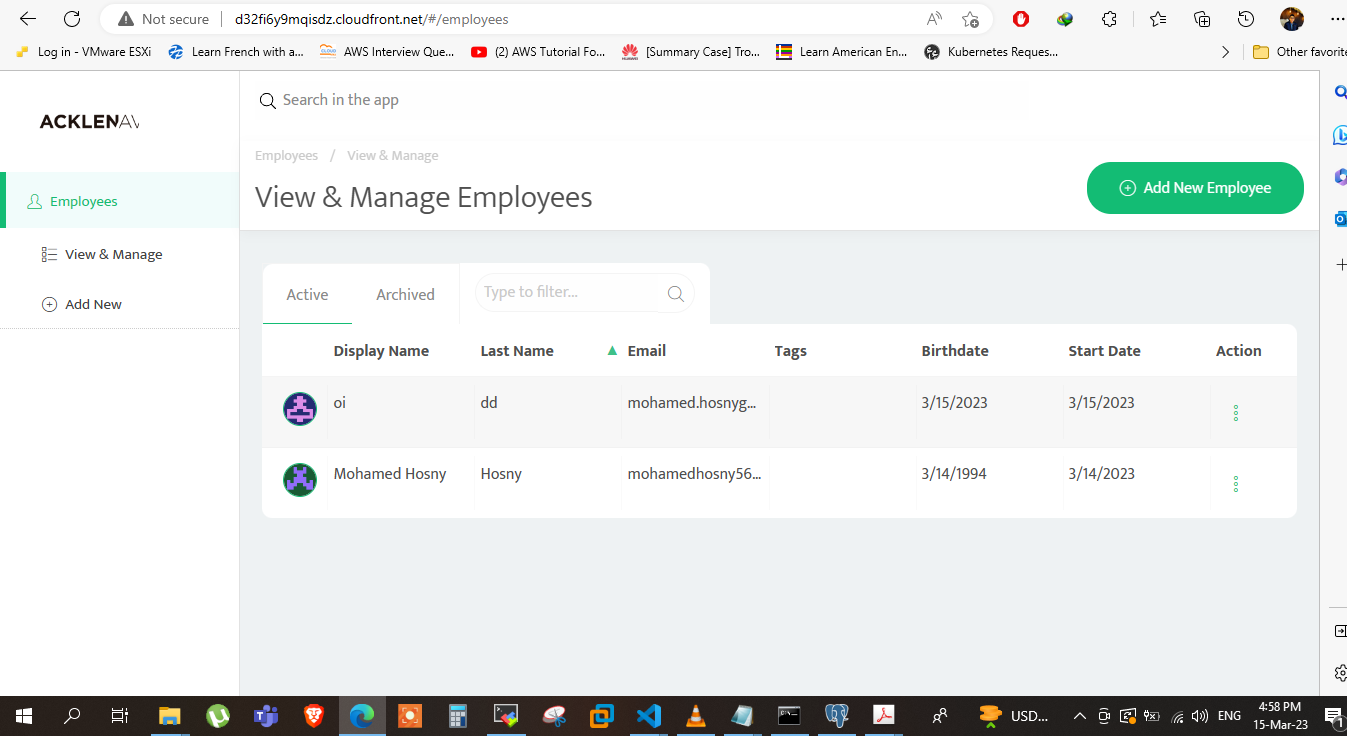 Not secure d32fi6y9mqisdz.cloudfront.net/#/employees
Log in - VMware ESXi Learn French with a... AWS Interview Que... (2) AWS Tutorial Fo... [Summary Case] Tro... Learn American En... Kubernetes Reques... Other favorite
ACKLENAV
Search in the app
Employees / View & Manage
View & Manage Employees
Add New Employee
Employees
View & Manage
Add New
Active Archived Type to filter...
Display Name Last Name Email Tags Birthdate Start Date Action
oi dd mohamed.hosnyg... 3/15/2023 3/15/2023
Mohamed Hosny Hosny mohamedhosny56... 3/14/1994 3/14/2023
USD... ENG 4:58 PM
15-Mar-23
1